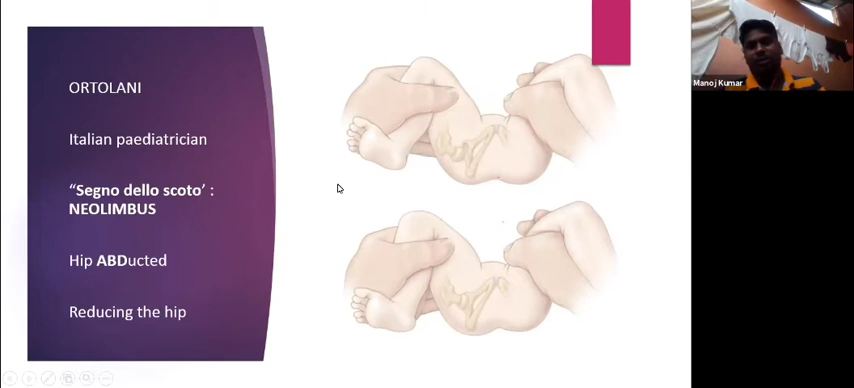 ORTOLANI
Italian paediatrician
“Segno dello scoto’ :
NEOLIMBUS
Hip ABDucted
Reducing the hip
Manoj Kumar